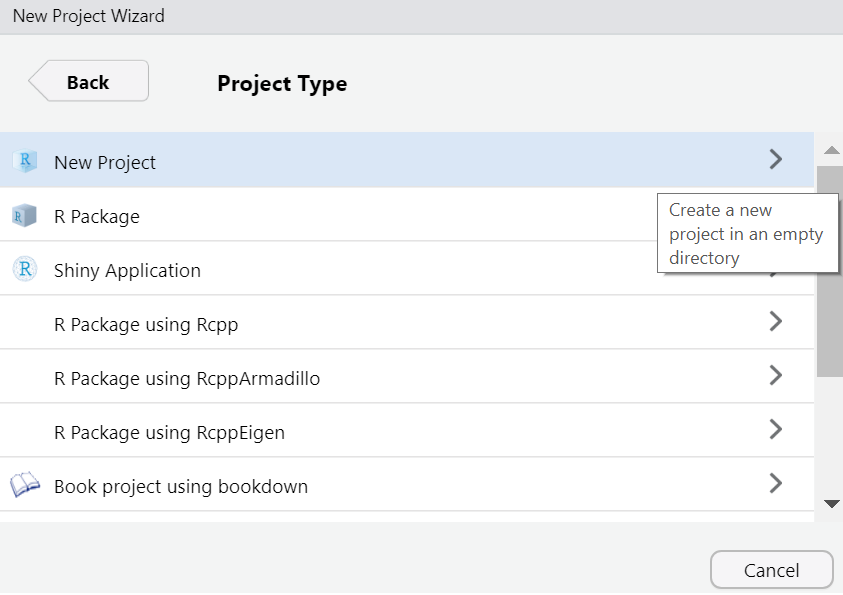 New Project Wizard
Back
Project Type
R New Project
R R Package
R Shiny Application
Create a new
project in an empty
directory
R Package using Rcpp
R Package using RcppArmadillo
R Package using RcppEigen
Book project using bookdown
Cancel